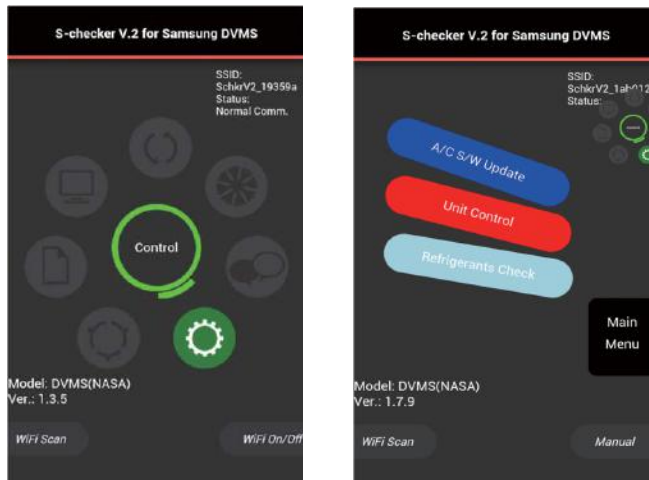 S-checker V.2 for Samsung DVMS
SSID:
SchkrV2_19359a
Status:
Normal Comm.
Control
Model: DVMS(NASA)
Ver.: 1.3.5
WiFi Scan
WiFi On/Off
S-checker V.2 for Samsung DVMS
SSID:
Status:
A/C S/W Update
Unit Control
Refrigerants Check
Main
Menu
Model: DVMS(NASA)
Ver.: 1.7.9
WiFi Scan
Manual